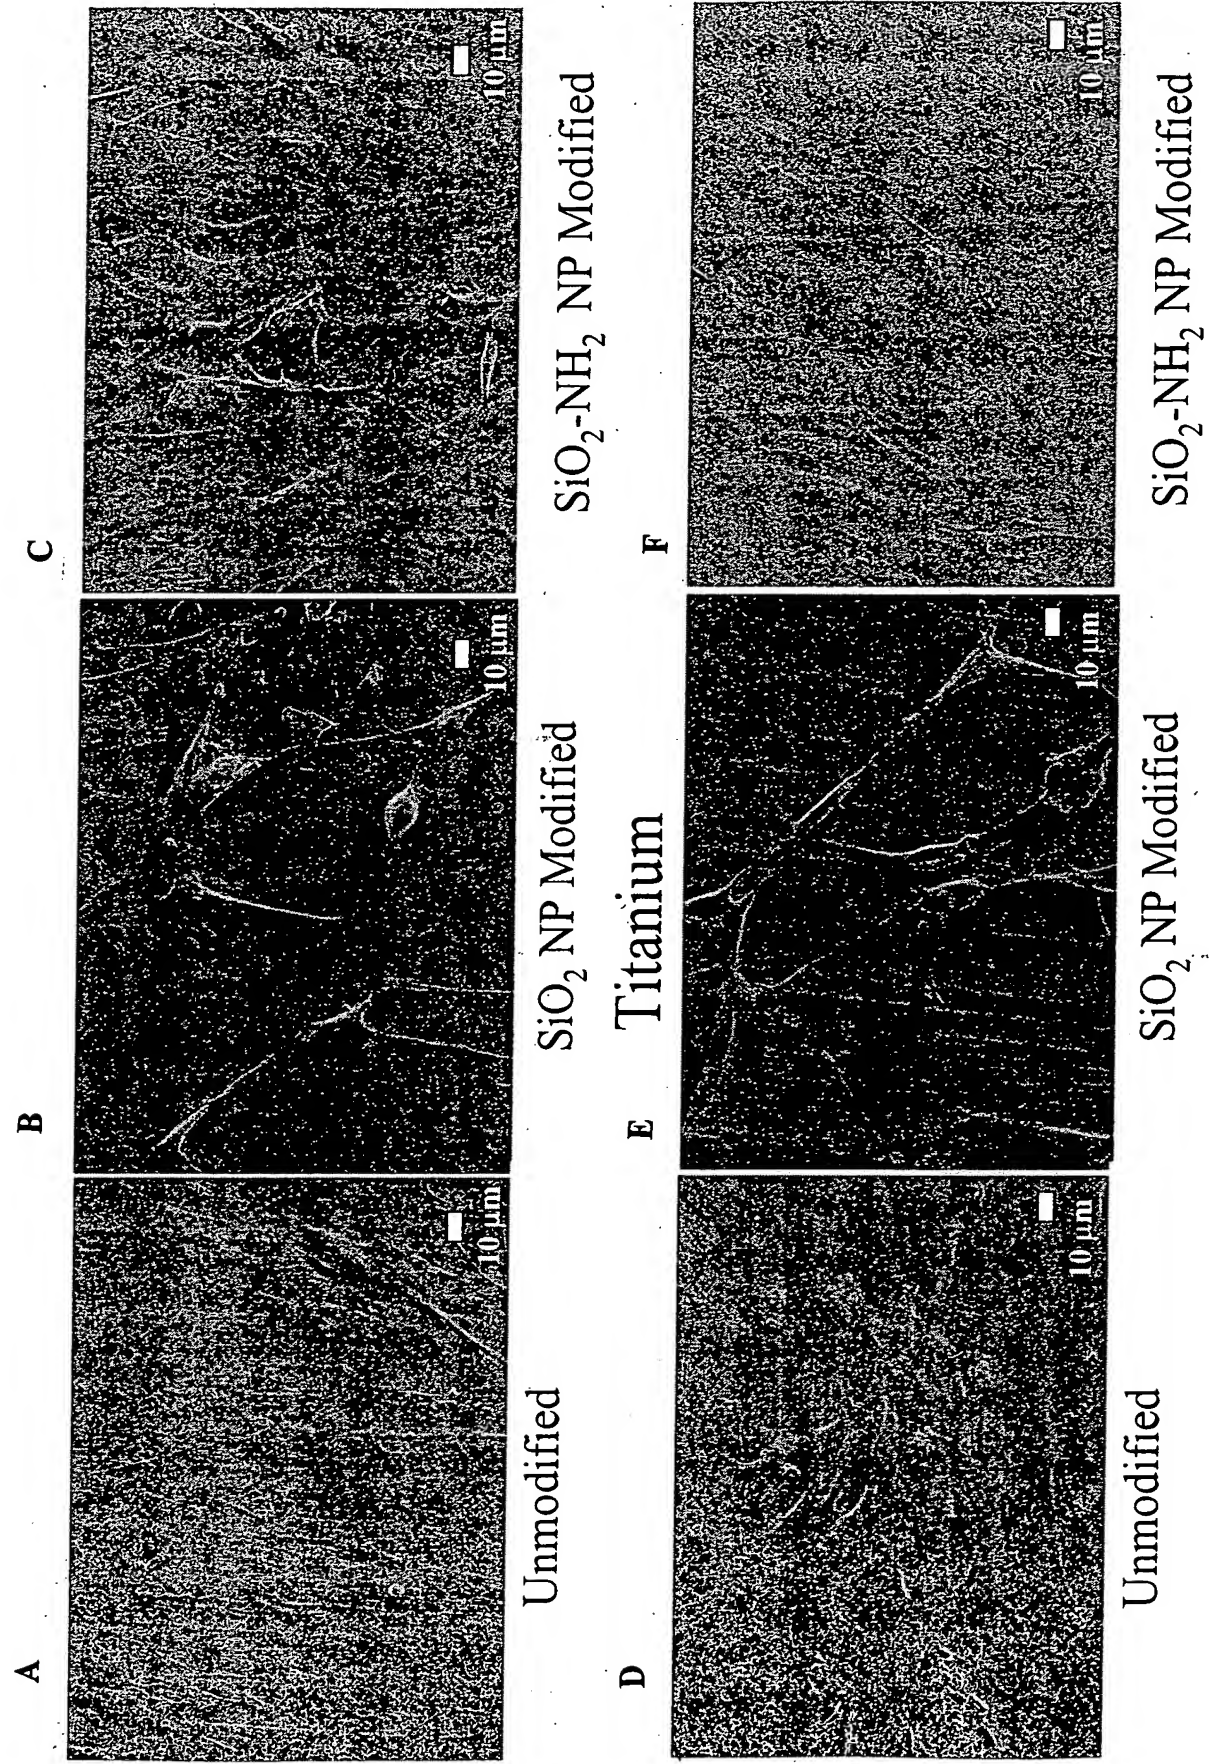 A
B
C
10 µm
10 µm
10 µm
Unmodified
SiO2 NP Modified
SiO2-NH2 NP Modified
Titanium
D
E
F
10 µm
10 µm
10 µm
Unmodified
SiO2 NP Modified
SiO2-NH2 NP Modified